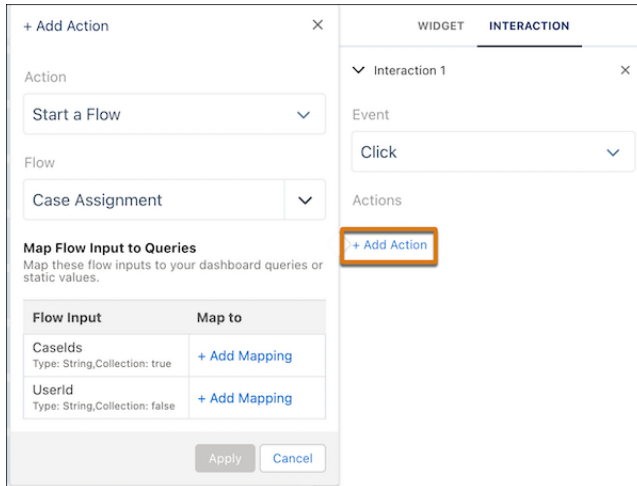 + Add Action
Action
Start a Flow
Flow
Case Assignment
Map Flow Input to Queries
Map these flow inputs to your dashboard queries or
static values.
Flow Input Map to
CaseIds
Type: String,Collection: true
+ Add Mapping
UserId
Type: String,Collection: false
+ Add Mapping
Apply Cancel
WIDGET INTERACTION
Interaction 1
Event
Click
Actions
+ Add Action